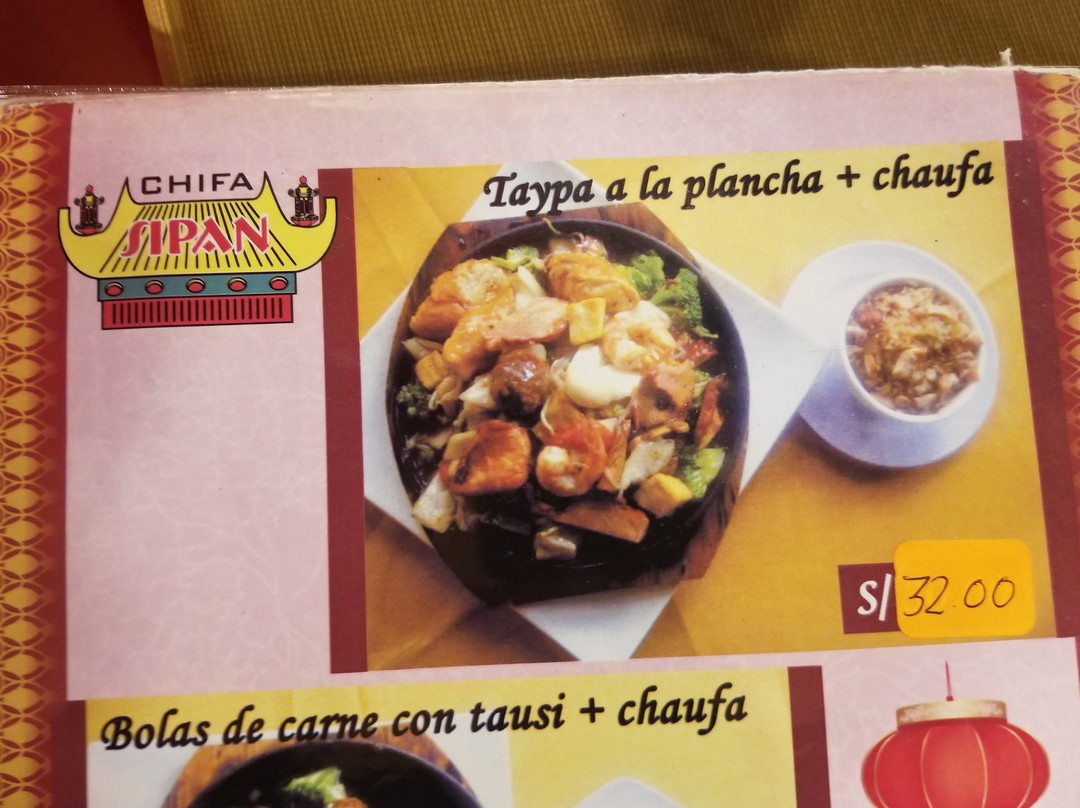 CHIFA
SIPAN
Taypa a la plancha + chaufa
S/ 32.00
Bolas de carne con tausi + chaufa